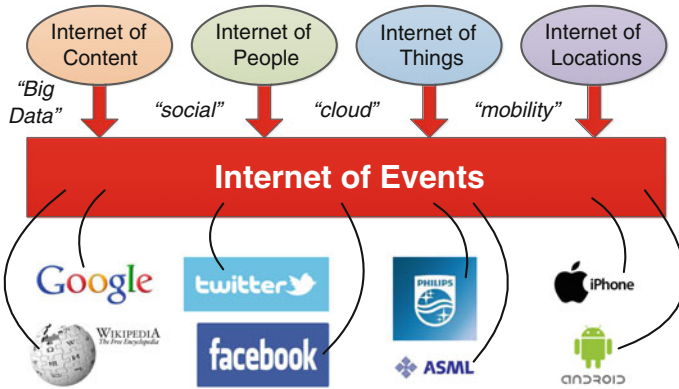 Internet of
Content
Internet of
People
Internet of
Things
Internet of
Locations
“Big
Data”
“social”
“cloud”
“mobility”
Internet of Events
Google
twitter
PHILIPS
iPhone
WIKIPEDIA
The Free Encyclopedia
facebook
ASML
ANDROID